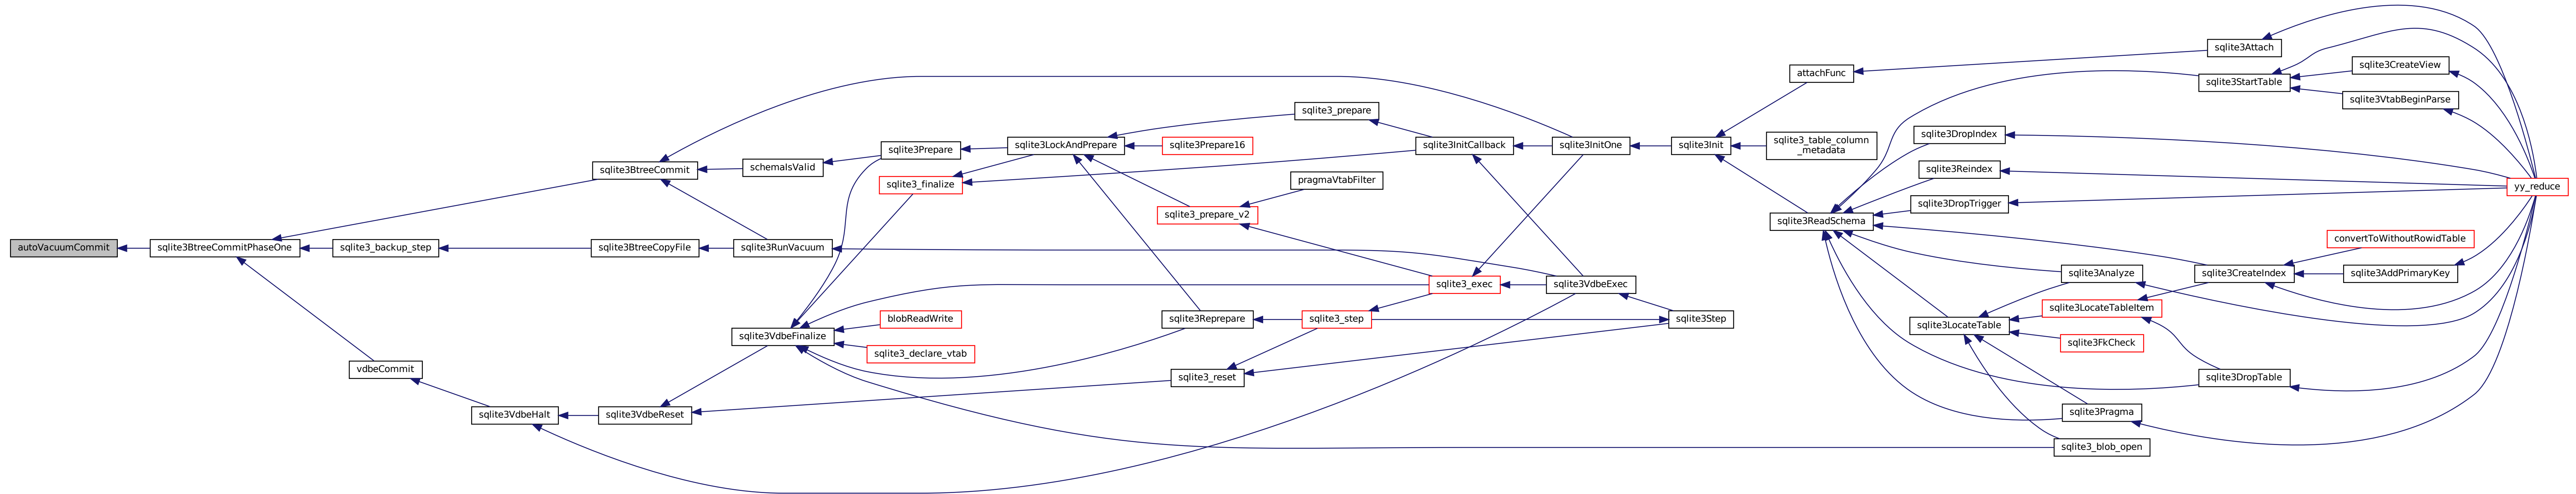 autoVacuumCommit
sqlite3BtreeCommitPhaseOne
sqlite3BtreeCommit
sqlite3_backup_step
vdbeCommit
sqlite3VdbeHalt
schemaIsValid
sqlite3BtreeCopyFile
sqlite3RunVacuum
sqlite3VdbeReset
sqlite3VdbeFinalize
sqlite3Prepare
sqlite3_finalize
blobReadWrite
sqlite3_declare_vtab
sqlite3LockAndPrepare
sqlite3_prepare
sqlite3Prepare16
sqlite3_prepare_v2
pragmaVtabFilter
sqlite3Reprepare
sqlite3_reset
sqlite3_step
sqlite3_exec
sqlite3InitCallback
sqlite3VdbeExec
sqlite3Step
sqlite3InitOne
sqlite3Init
attachFunc
sqlite3_table_column
_metadata
sqlite3ReadSchema
sqlite3DropIndex
sqlite3Reindex
sqlite3DropTrigger
sqlite3LocateTable
sqlite3Analyze
sqlite3LocateTableItem
sqlite3FkCheck
sqlite3Pragma
sqlite3_blob_open
sqlite3Attach
sqlite3StartTable
sqlite3CreateView
sqlite3VtabBeginParse
sqlite3CreateIndex
convertToWithoutRowidTable
sqlite3AddPrimaryKey
sqlite3DropTable
yy_reduce